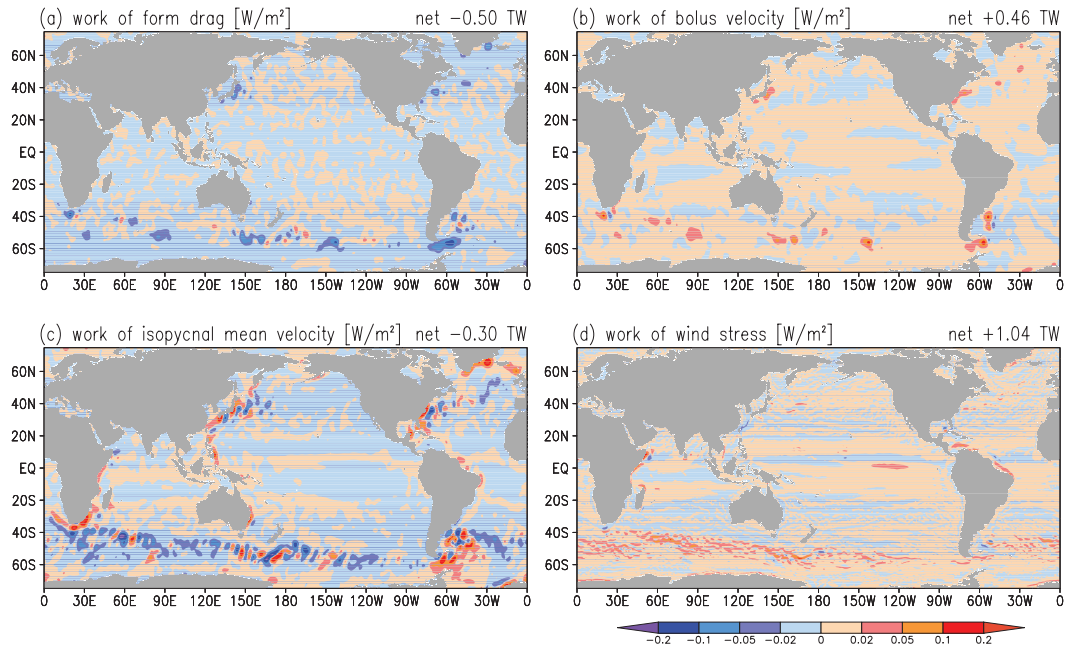 (a) work of form drag [W/m²] net −0.50 TW
60N
40N
20N
EQ
20S
40S
60S
0 30E 60E 90E 120E 150E 180 150W 120W 90W 60W 30W 0
(b) work of bolus velocity [W/m²] net +0.46 TW
60N
40N
20N
EQ
20S
40S
60S
0 30E 60E 90E 120E 150E 180 150W 120W 90W 60W 30W 0
(c) work of isopycnal mean velocity [W/m²] net −0.30 TW
60N
40N
20N
EQ
20S
40S
60S
0 30E 60E 90E 120E 150E 180 150W 120W 90W 60W 30W 0
(d) work of wind stress [W/m²] net +1.04 TW
60N
40N
20N
EQ
20S
40S
60S
0 30E 60E 90E 120E 150E 180 150W 120W 90W 60W 30W 0
−0.2 −0.1 −0.05 −0.02 0 0.02 0.05 0.1 0.2